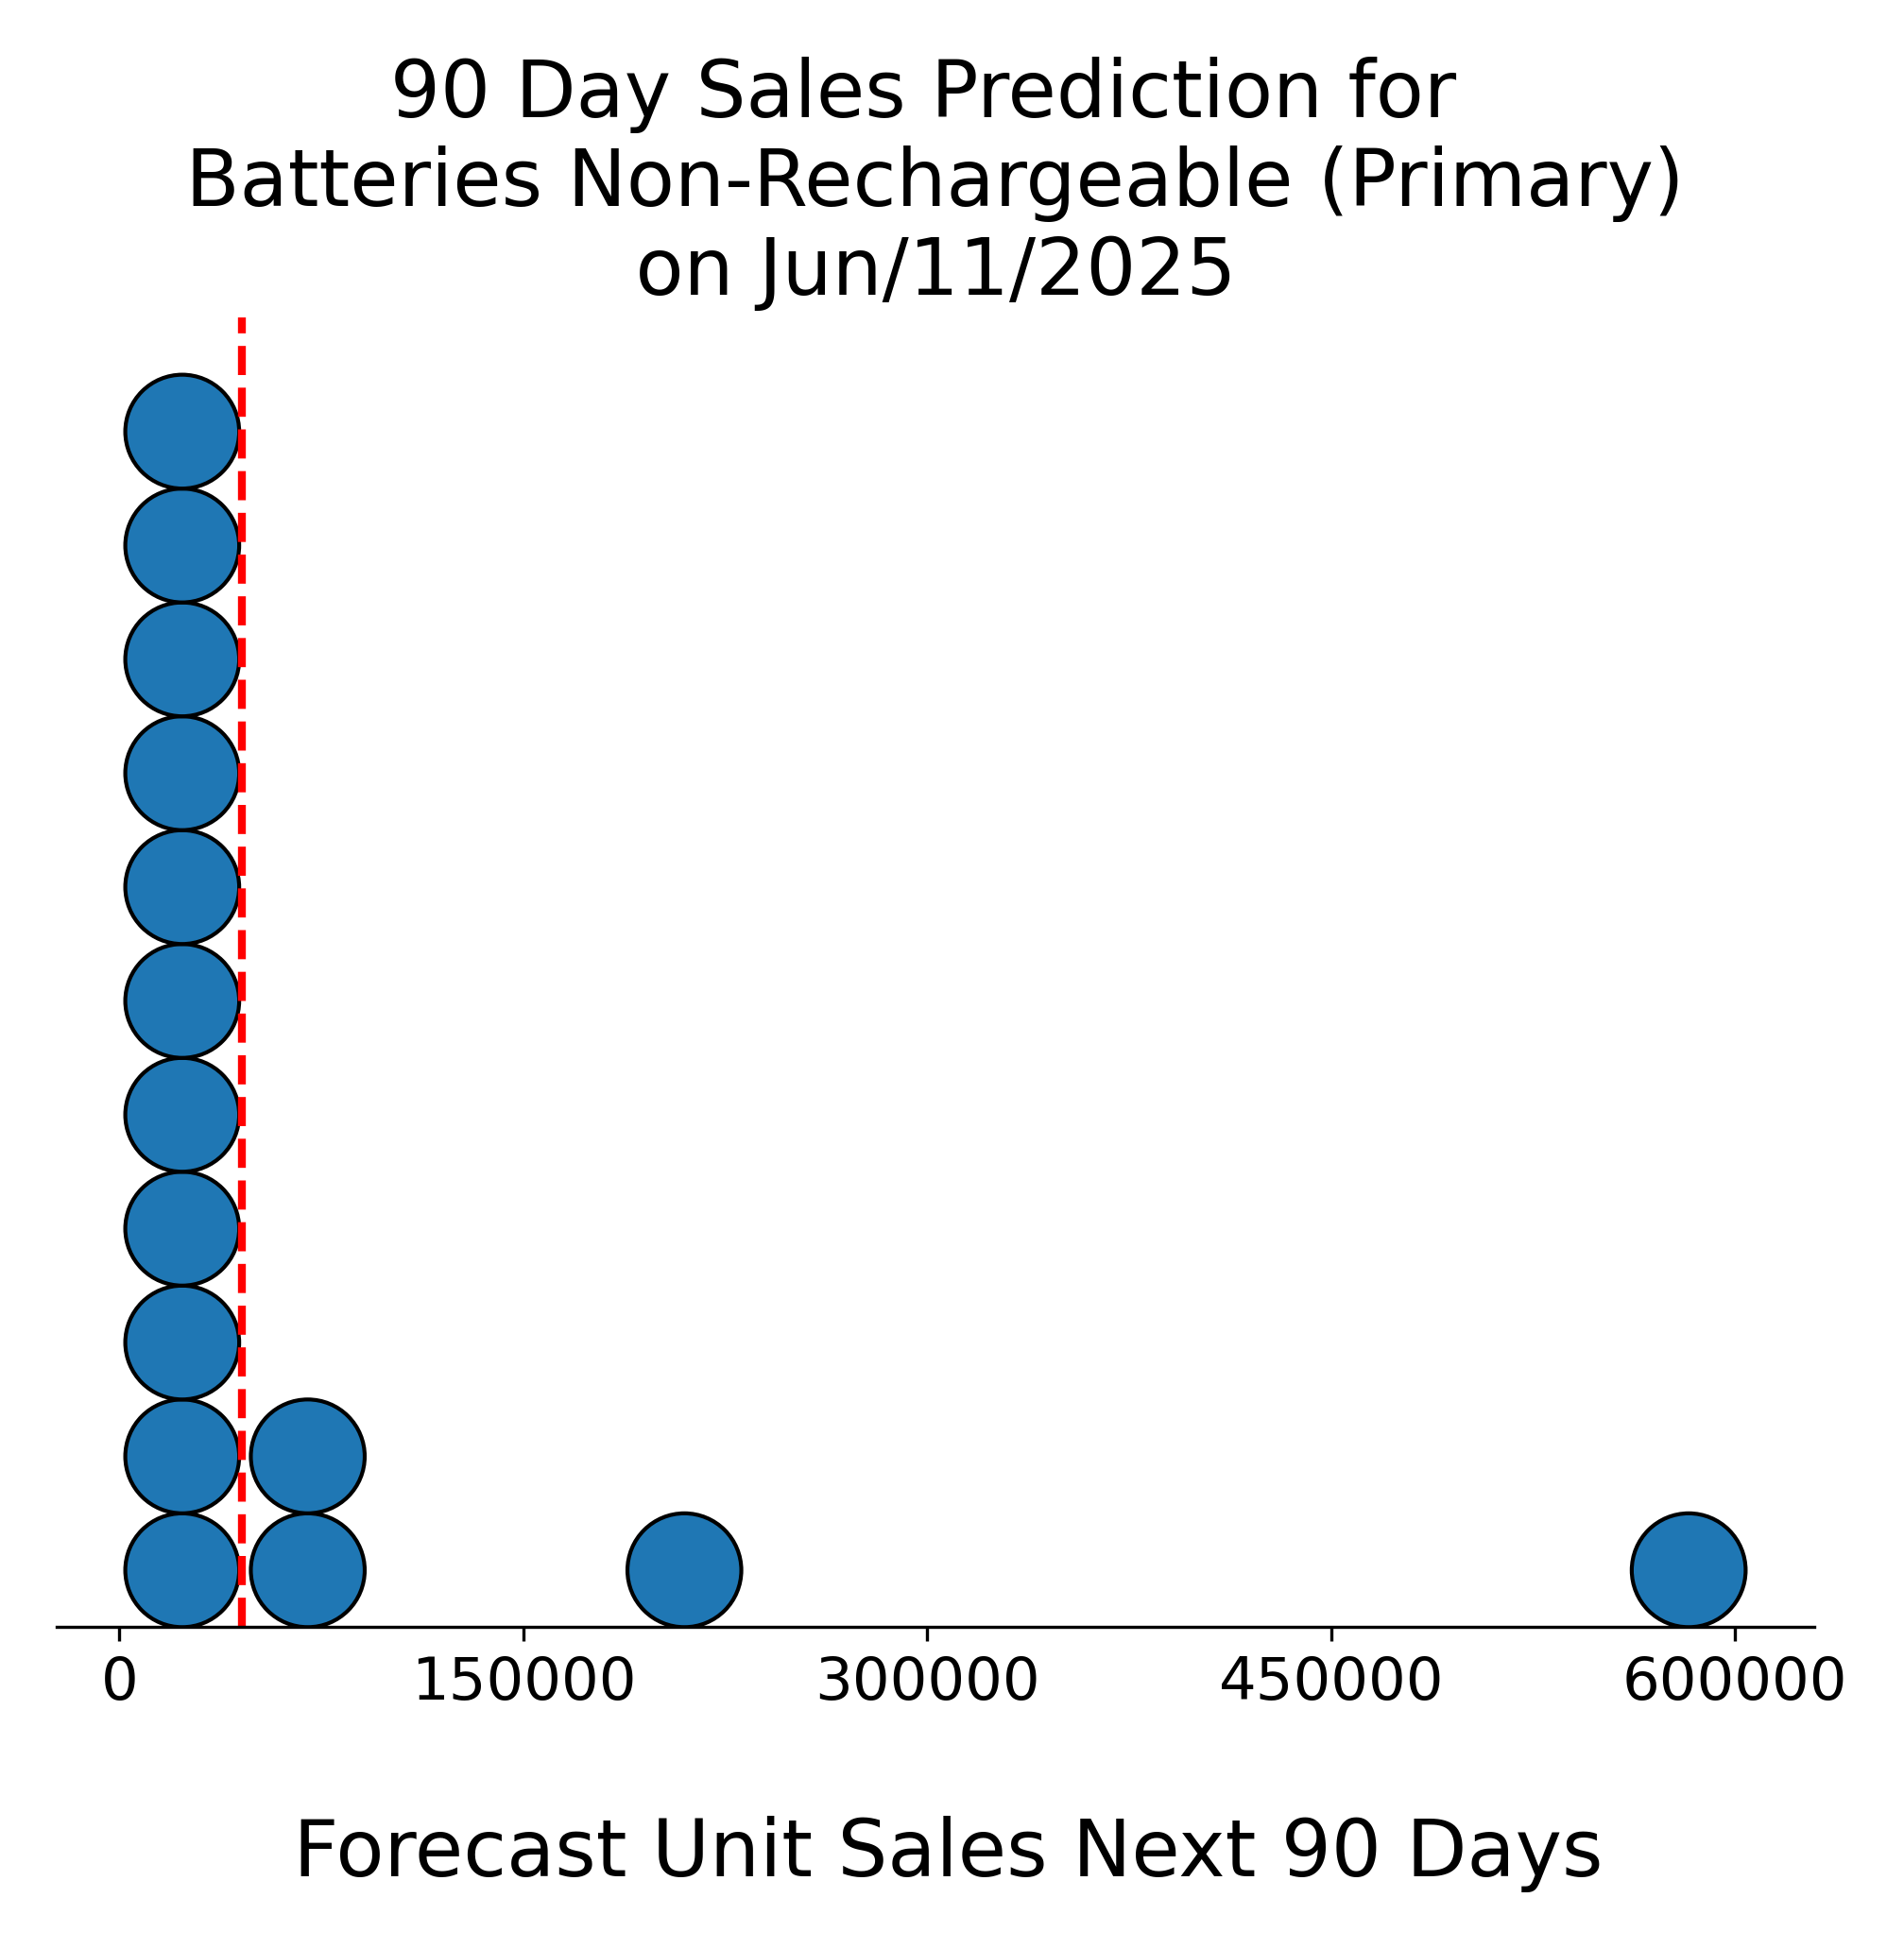 90 Day Sales Prediction for
Batteries Non-Rechargeable (Primary)
on Jun/11/2025
0 150000 300000 450000 600000
Forecast Unit Sales Next 90 Days